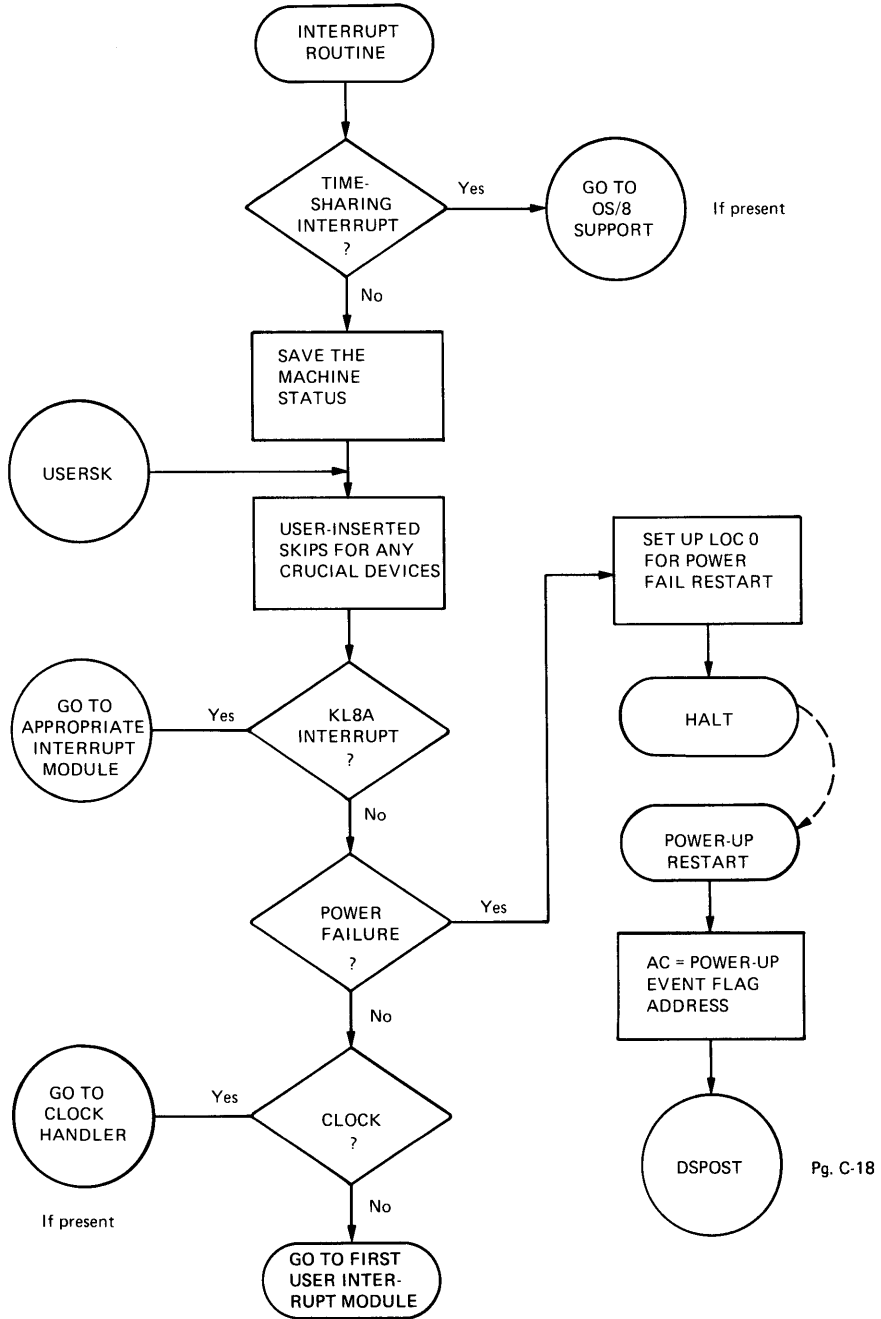 INTERRUPT
ROUTINE
TIME-
SHARING
INTERRUPT
?
Yes
GO TO
OS/8
SUPPORT
If present
No
SAVE THE
MACHINE
STATUS
USERSK
USER-INSERTED
SKIPS FOR ANY
CRUCIAL DEVICES
SET UP LOC 0
FOR POWER
FAIL RESTART
GO TO
APPROPRIATE
INTERRUPT
MODULE
Yes
KL8A
INTERRUPT
?
HALT
No
POWER-UP
RESTART
POWER
FAILURE
?
Yes
AC = POWER-UP
EVENT FLAG
ADDRESS
No
GO TO
CLOCK
HANDLER
Yes
CLOCK
?
DSPOST
Pg. C-18
If present
No
GO TO FIRST
USER INTER-
RUPT MODULE